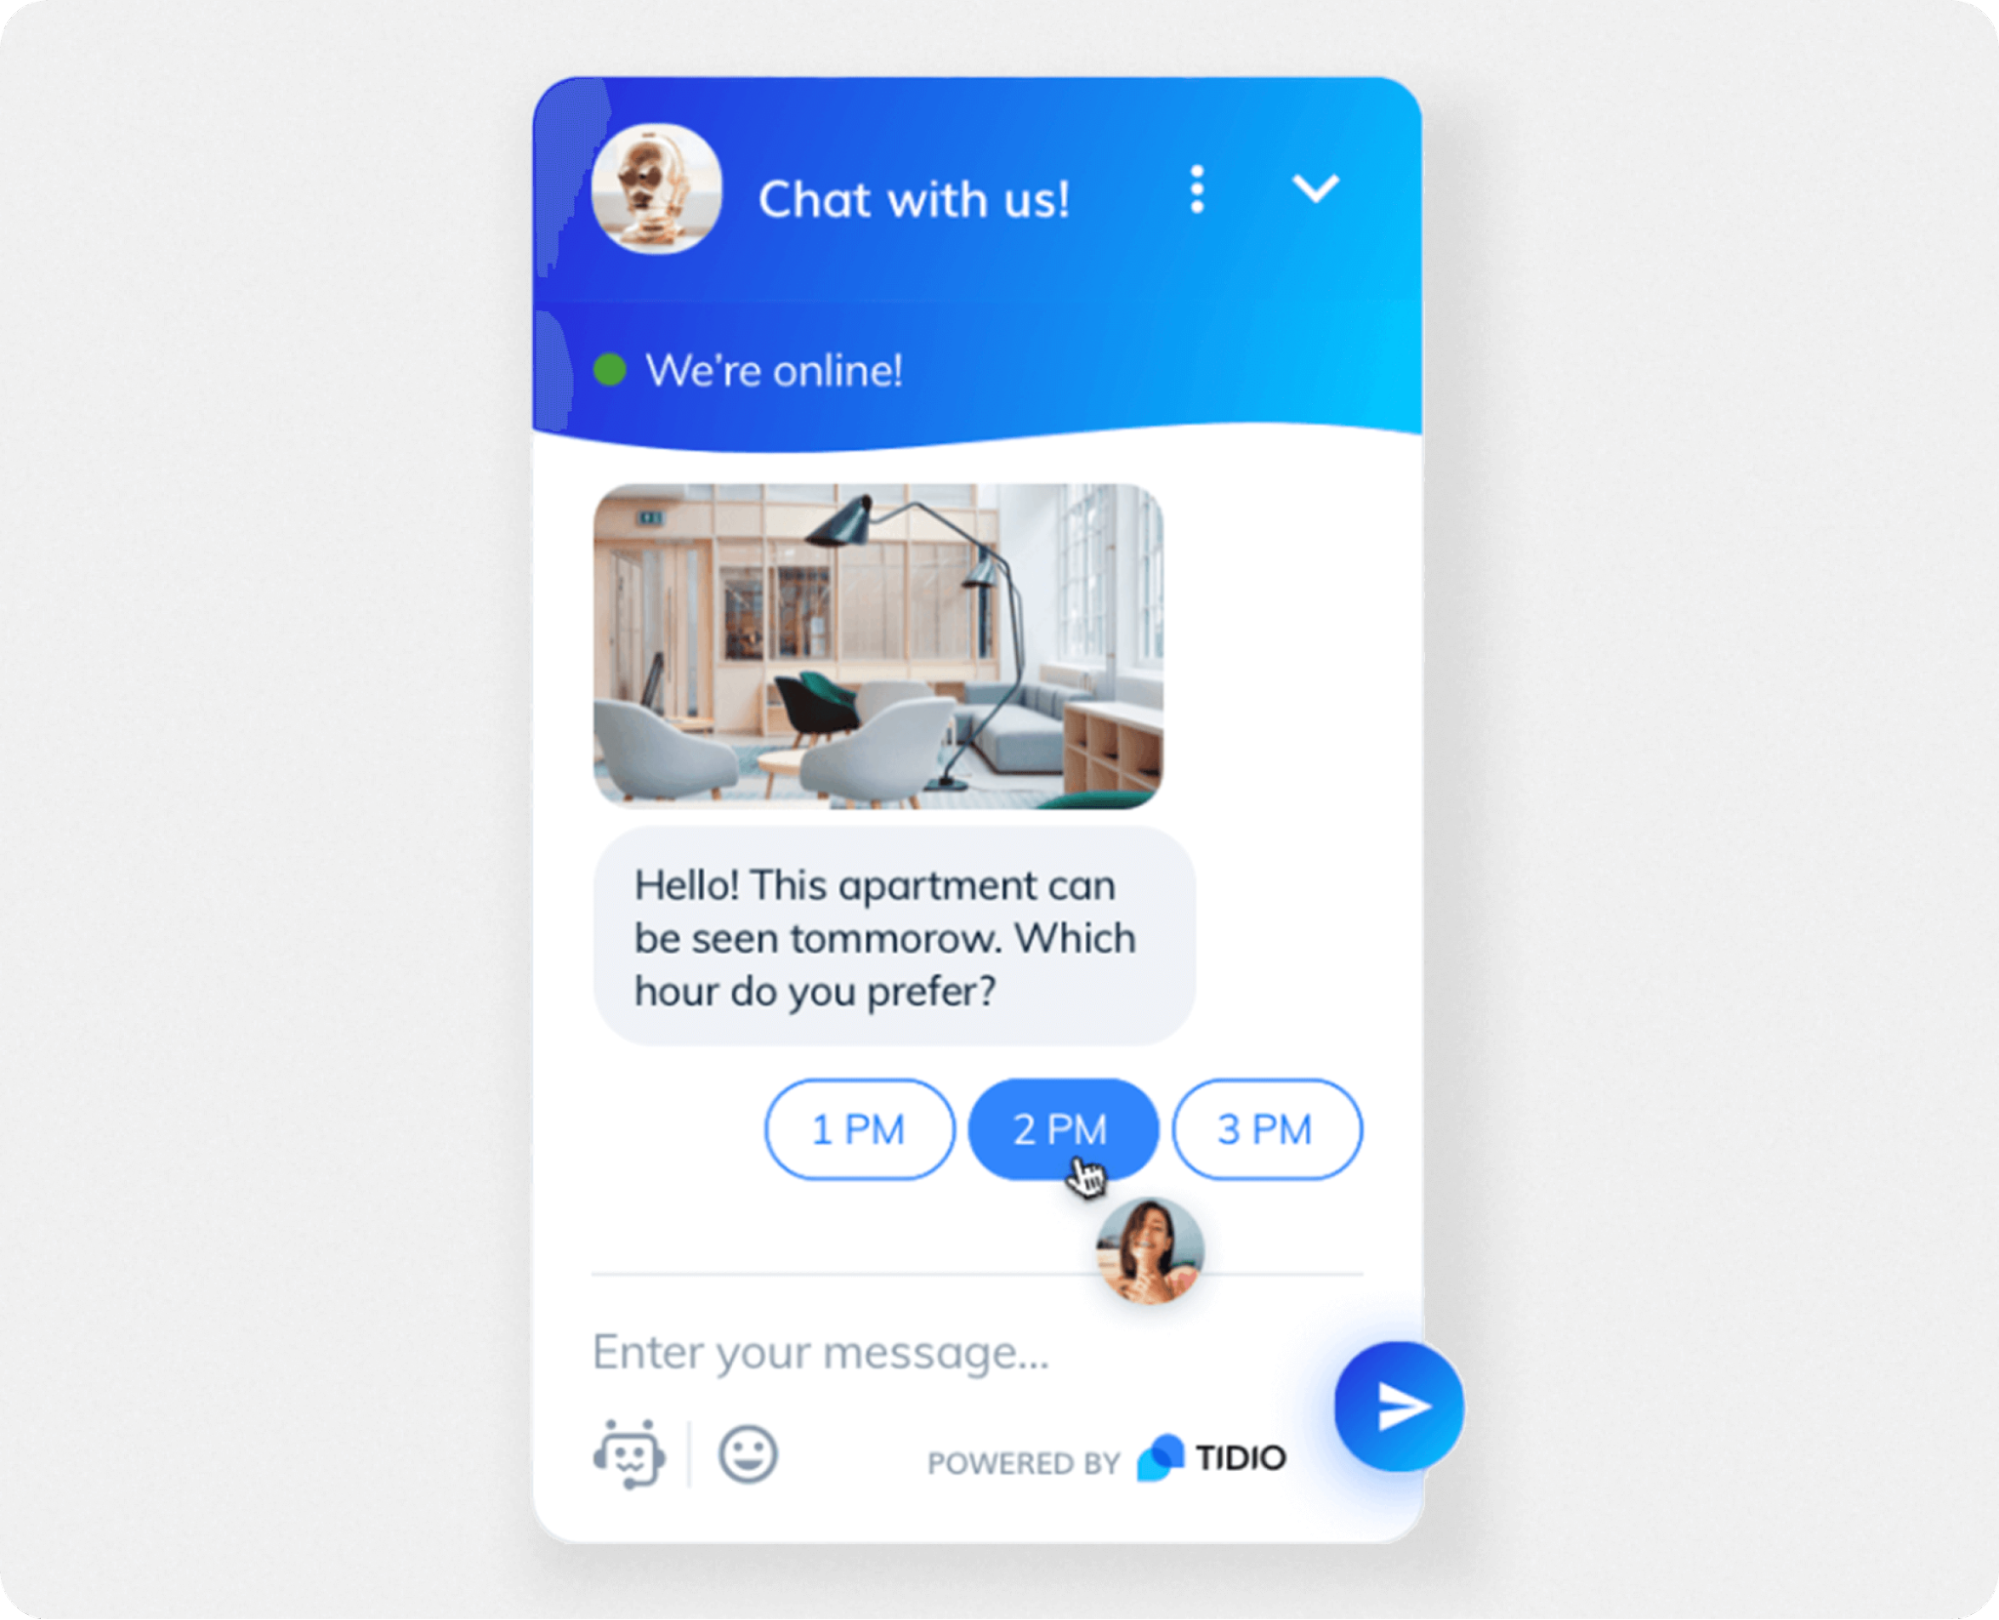 Chat with us!
We're online!
Hello! This apartment can
be seen tommorow. Which
hour do you prefer?
1 PM
2 PM
3 PM
Enter your message...
POWERED BY TIDIO